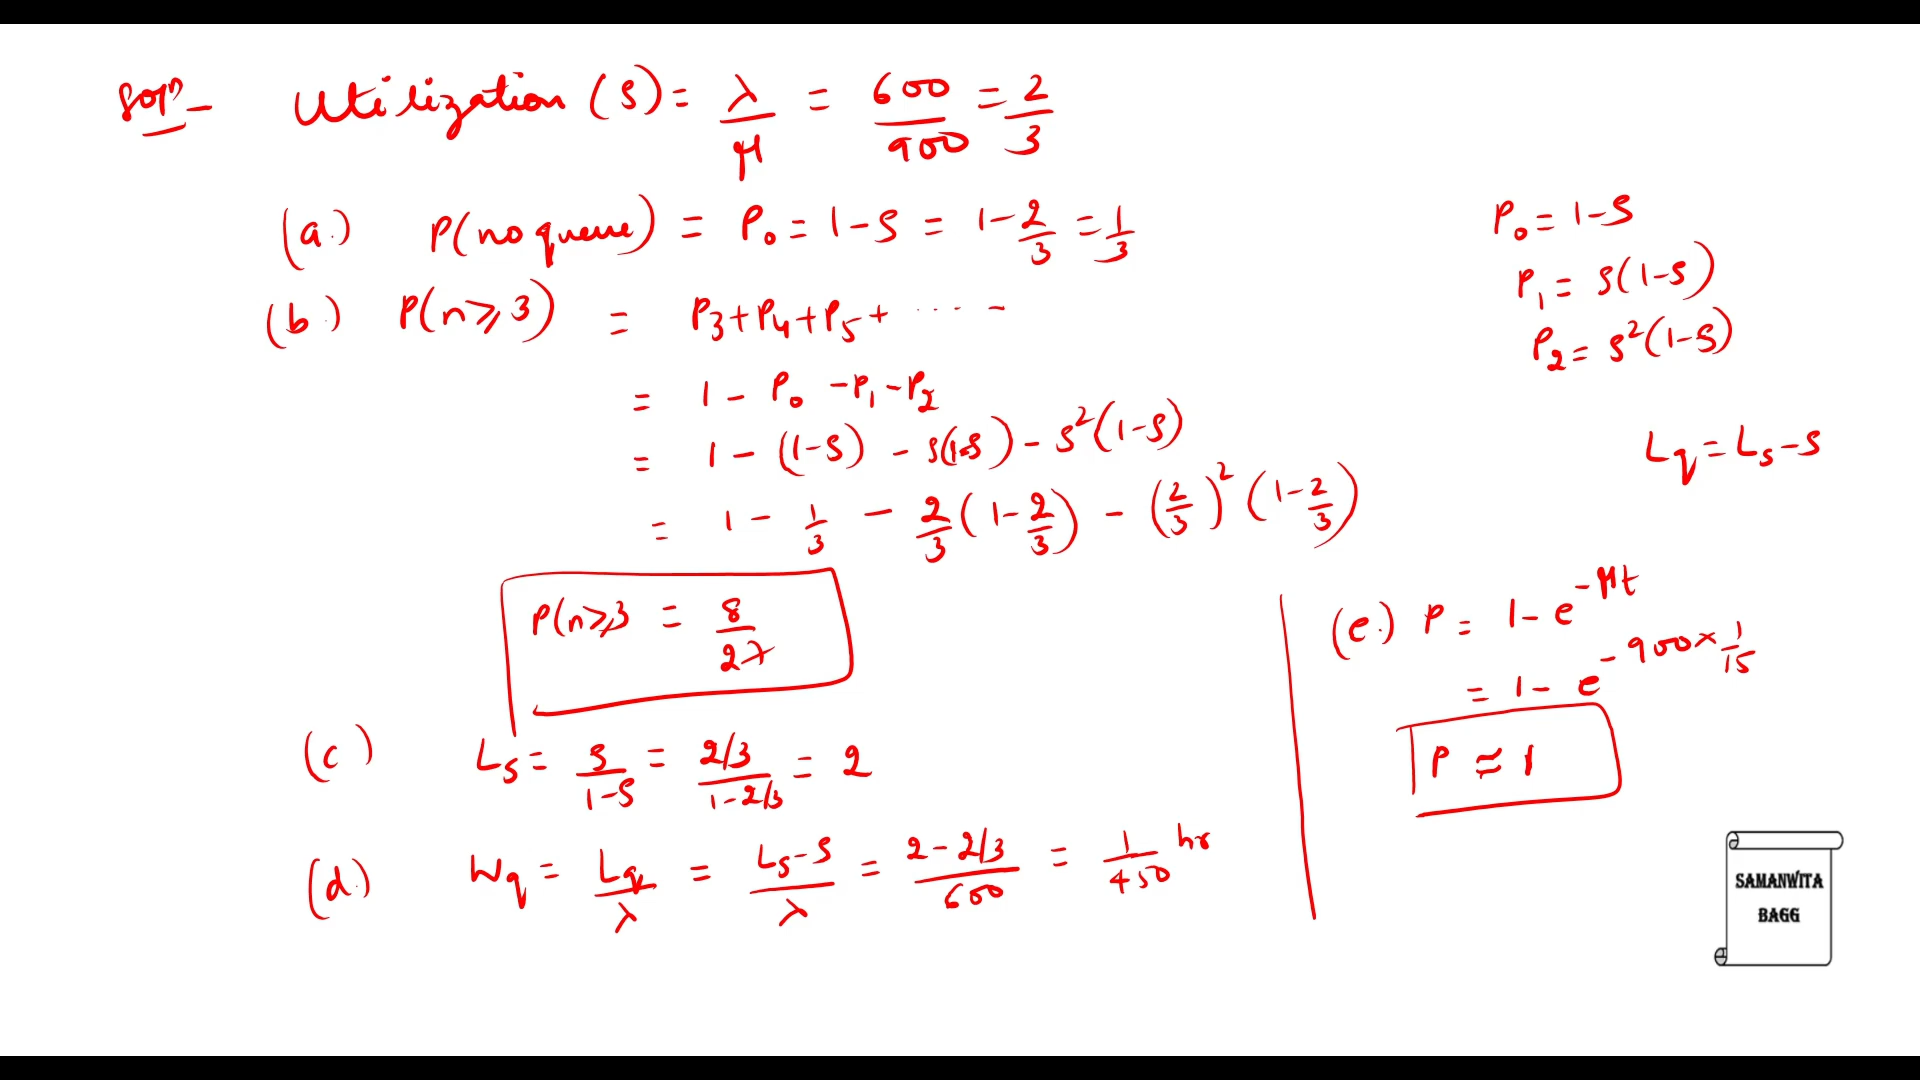 Solⁿ- Utilization (ρ) = λ/μ = 600/900 = 2/3
(a.) P(no queue) = P₀ = 1-ρ = 1-2/3 = 1/3
(b.) P(n⩾3) = P₃+P₄+P₅+ .... -
= 1 - P₀ - P₁ - P₂
= 1 - (1-ρ) - ρ(1-ρ) - ρ²(1-ρ)
= 1 - 1/3 - 2/3(1-2/3) - (2/3)²(1-2/3)
P(n⩾3 = 8/27
(c) Ls = ρ/1-ρ = 2/3/1-2/3 = 2
(d.) Wq = Lq/λ = Ls-ρ/λ = 2-2/3/600 = 1/450 hr
P₀ = 1-ρ
P₁ = ρ(1-ρ)
P₂ = ρ²(1-ρ)
Lq = Ls-ρ
(e.) P = 1-e^-μt
= 1-e^-900×1/15
P ≈ 1
SAMANWITA
BAGG